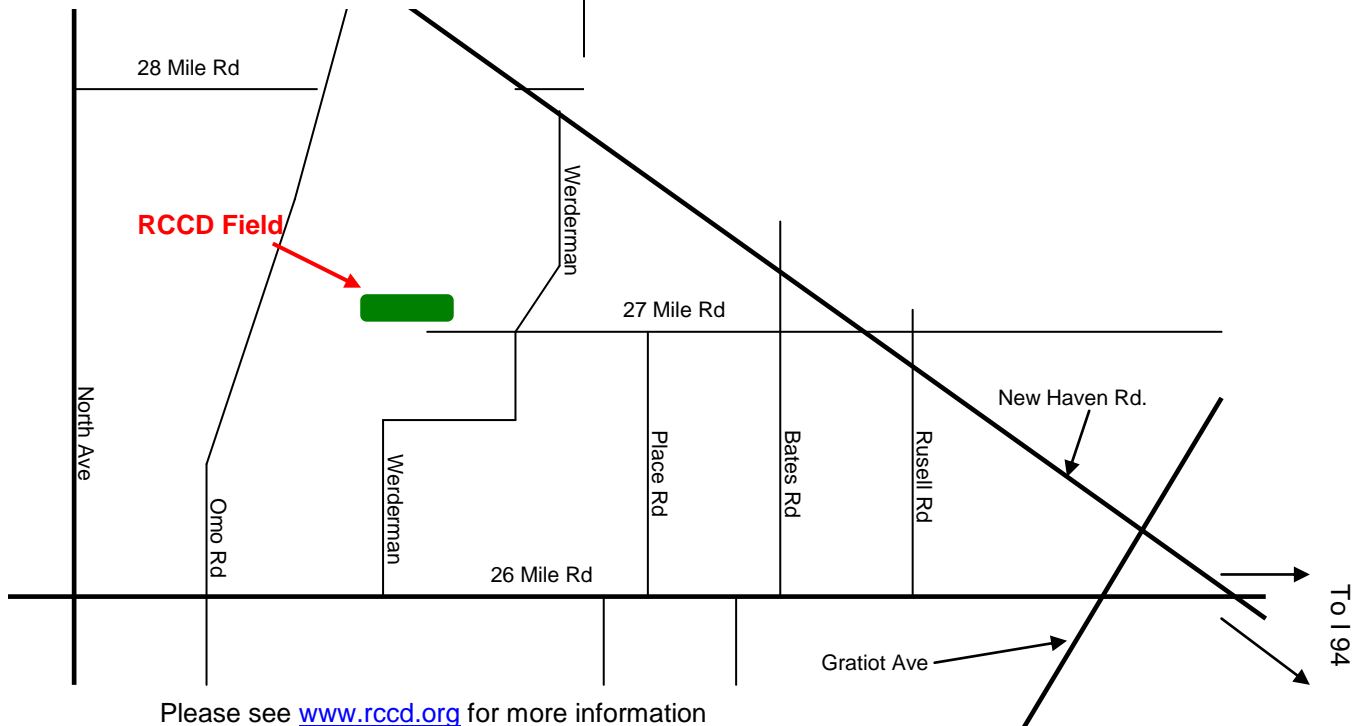 28 Mile Rd
Werderman
RCCD Field
27 Mile Rd
North Ave
New Haven Rd.
Werderman
Place Rd
Bates Rd
Rusell Rd
Omo Rd
26 Mile Rd
To I 94
Gratiot Ave
Please see www.rccd.org for more information